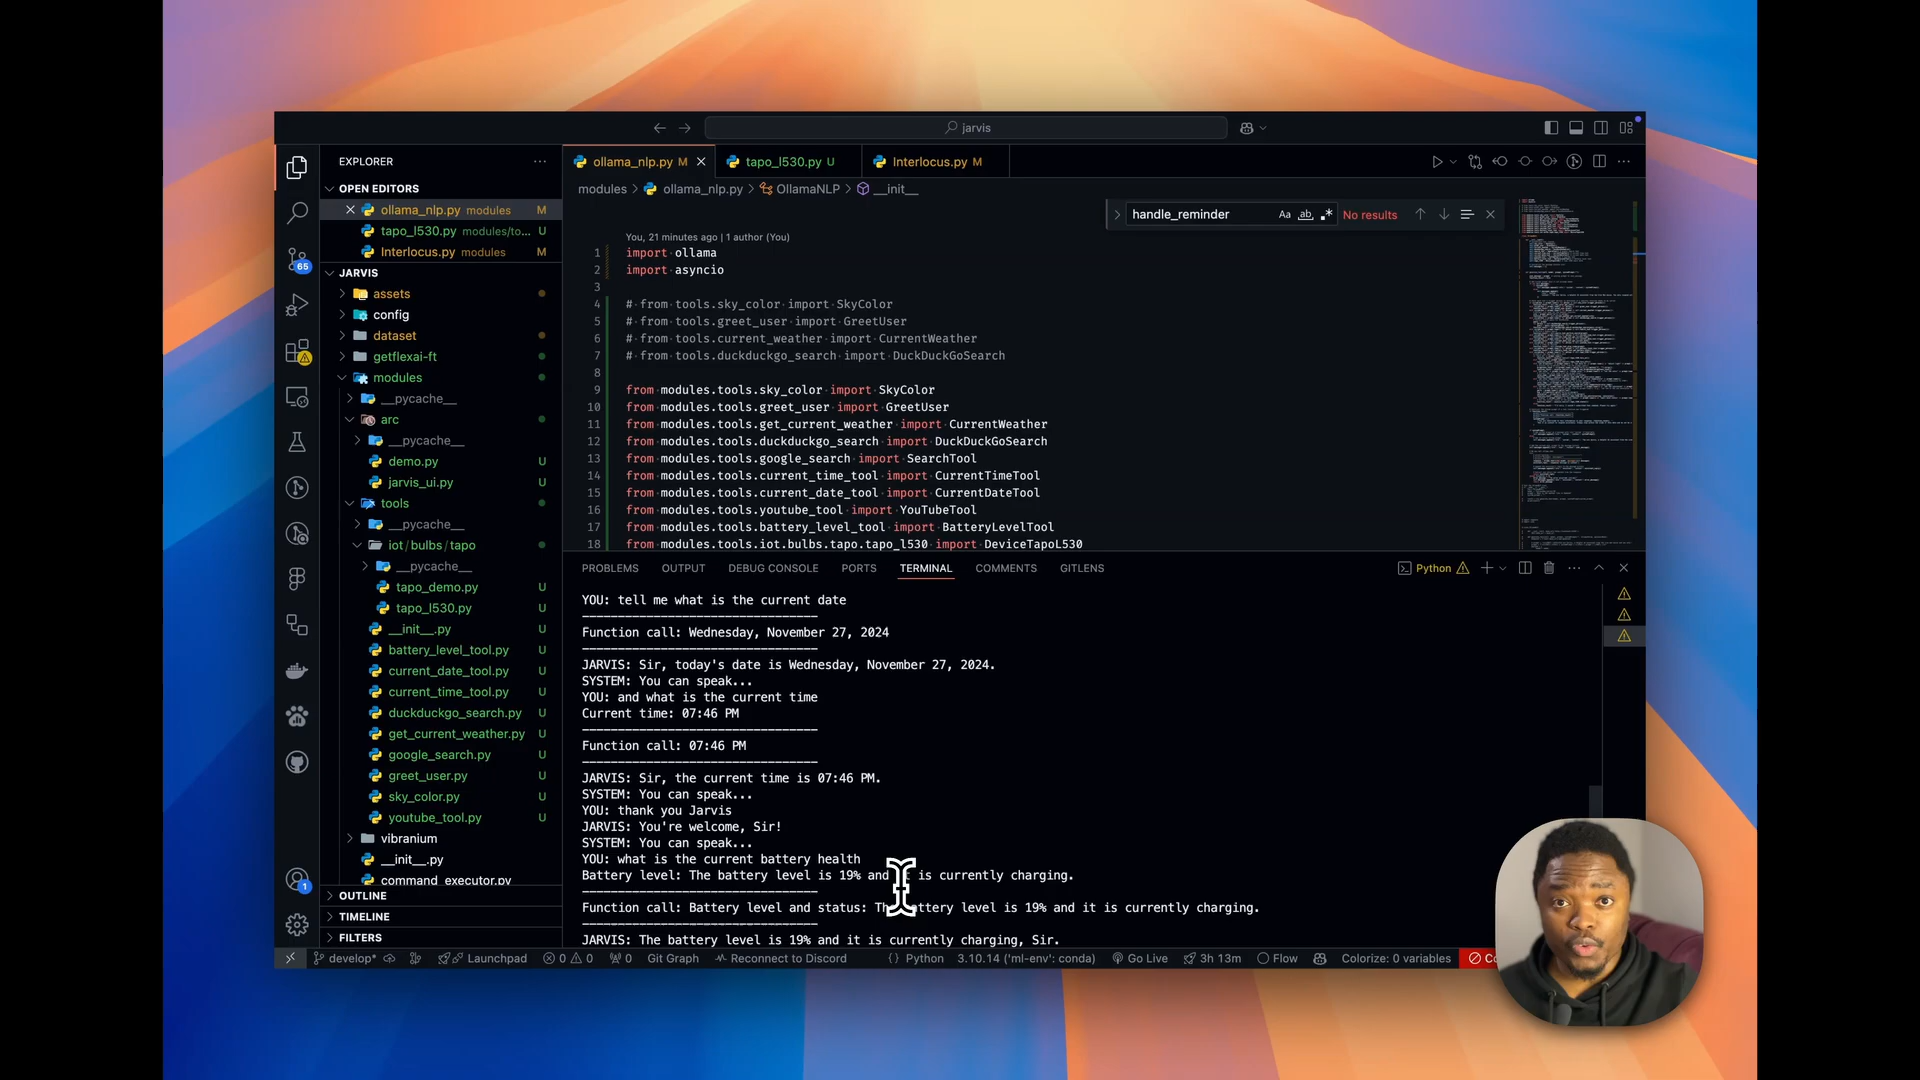 jarvis
EXPLORER
OPEN EDITORS
ollama_nlp.py modules M
tapo_l530.py modules/to... U
Interlocus.py modules M
65
JARVIS
assets
config
dataset
getflexai-ft
modules
__pycache__
arc
__pycache__
demo.py U
jarvis_ui.py U
tools
__pycache__
iot/bulbs/tapo
__pycache__
tapo_demo.py U
tapo_l530.py U
__init__.py U
battery_level_tool.py U
current_date_tool.py U
current_time_tool.py U
duckduckgo_search.py U
get_current_weather.py U
google_search.py U
greet_user.py U
sky_color.py U
youtube_tool.py U
vibranium
__init__.py
command_executor.py
1
OUTLINE
TIMELINE
FILTERS
ollama_nlp.py M
tapo_l530.py U
Interlocus.py M
modules > ollama_nlp.py > OllamaNLP > __init__
handle_reminder Aa ab No results
You, 21 minutes ago | 1 author (You)
1 import ollama
2 import asyncio
3
4 # from tools.sky_color import SkyColor
5 # from tools.greet_user import GreetUser
6 # from tools.current_weather import CurrentWeather
7 # from tools.duckduckgo_search import DuckDuckGoSearch
8
9 from modules.tools.sky_color import SkyColor
10 from modules.tools.greet_user import GreetUser
11 from modules.tools.get_current_weather import CurrentWeather
12 from modules.tools.duckduckgo_search import DuckDuckGoSearch
13 from modules.tools.google_search import SearchTool
14 from modules.tools.current_time_tool import CurrentTimeTool
15 from modules.tools.current_date_tool import CurrentDateTool
16 from modules.tools.youtube_tool import YouTubeTool
17 from modules.tools.battery_level_tool import BatteryLevelTool
18 from modules.tools.iot.bulbs.tapo.tapo_l530 import DeviceTapoL530
PROBLEMS OUTPUT DEBUG CONSOLE PORTS TERMINAL COMMENTS GITLENS
Python
YOU: tell me what is the current date
----------------------------------
Function call: Wednesday, November 27, 2024
----------------------------------
JARVIS: Sir, today's date is Wednesday, November 27, 2024.
SYSTEM: You can speak...
YOU: and what is the current time
Current time: 07:46 PM
----------------------------------
Function call: 07:46 PM
----------------------------------
JARVIS: Sir, the current time is 07:46 PM.
SYSTEM: You can speak...
YOU: thank you Jarvis
JARVIS: You're welcome, Sir!
SYSTEM: You can speak...
YOU: what is the current battery health
Battery level: The battery level is 19% and is currently charging.
----------------------------------
Function call: Battery level and status: battery level is 19% and it is currently charging.
----------------------------------
JARVIS: The battery level is 19% and it is currently charging, Sir.
develop* Launchpad 0 0 0 Git Graph Reconnect to Discord {} Python 3.10.14 ('ml-env': conda) Go Live 3h 13m Flow Colorize: 0 variables